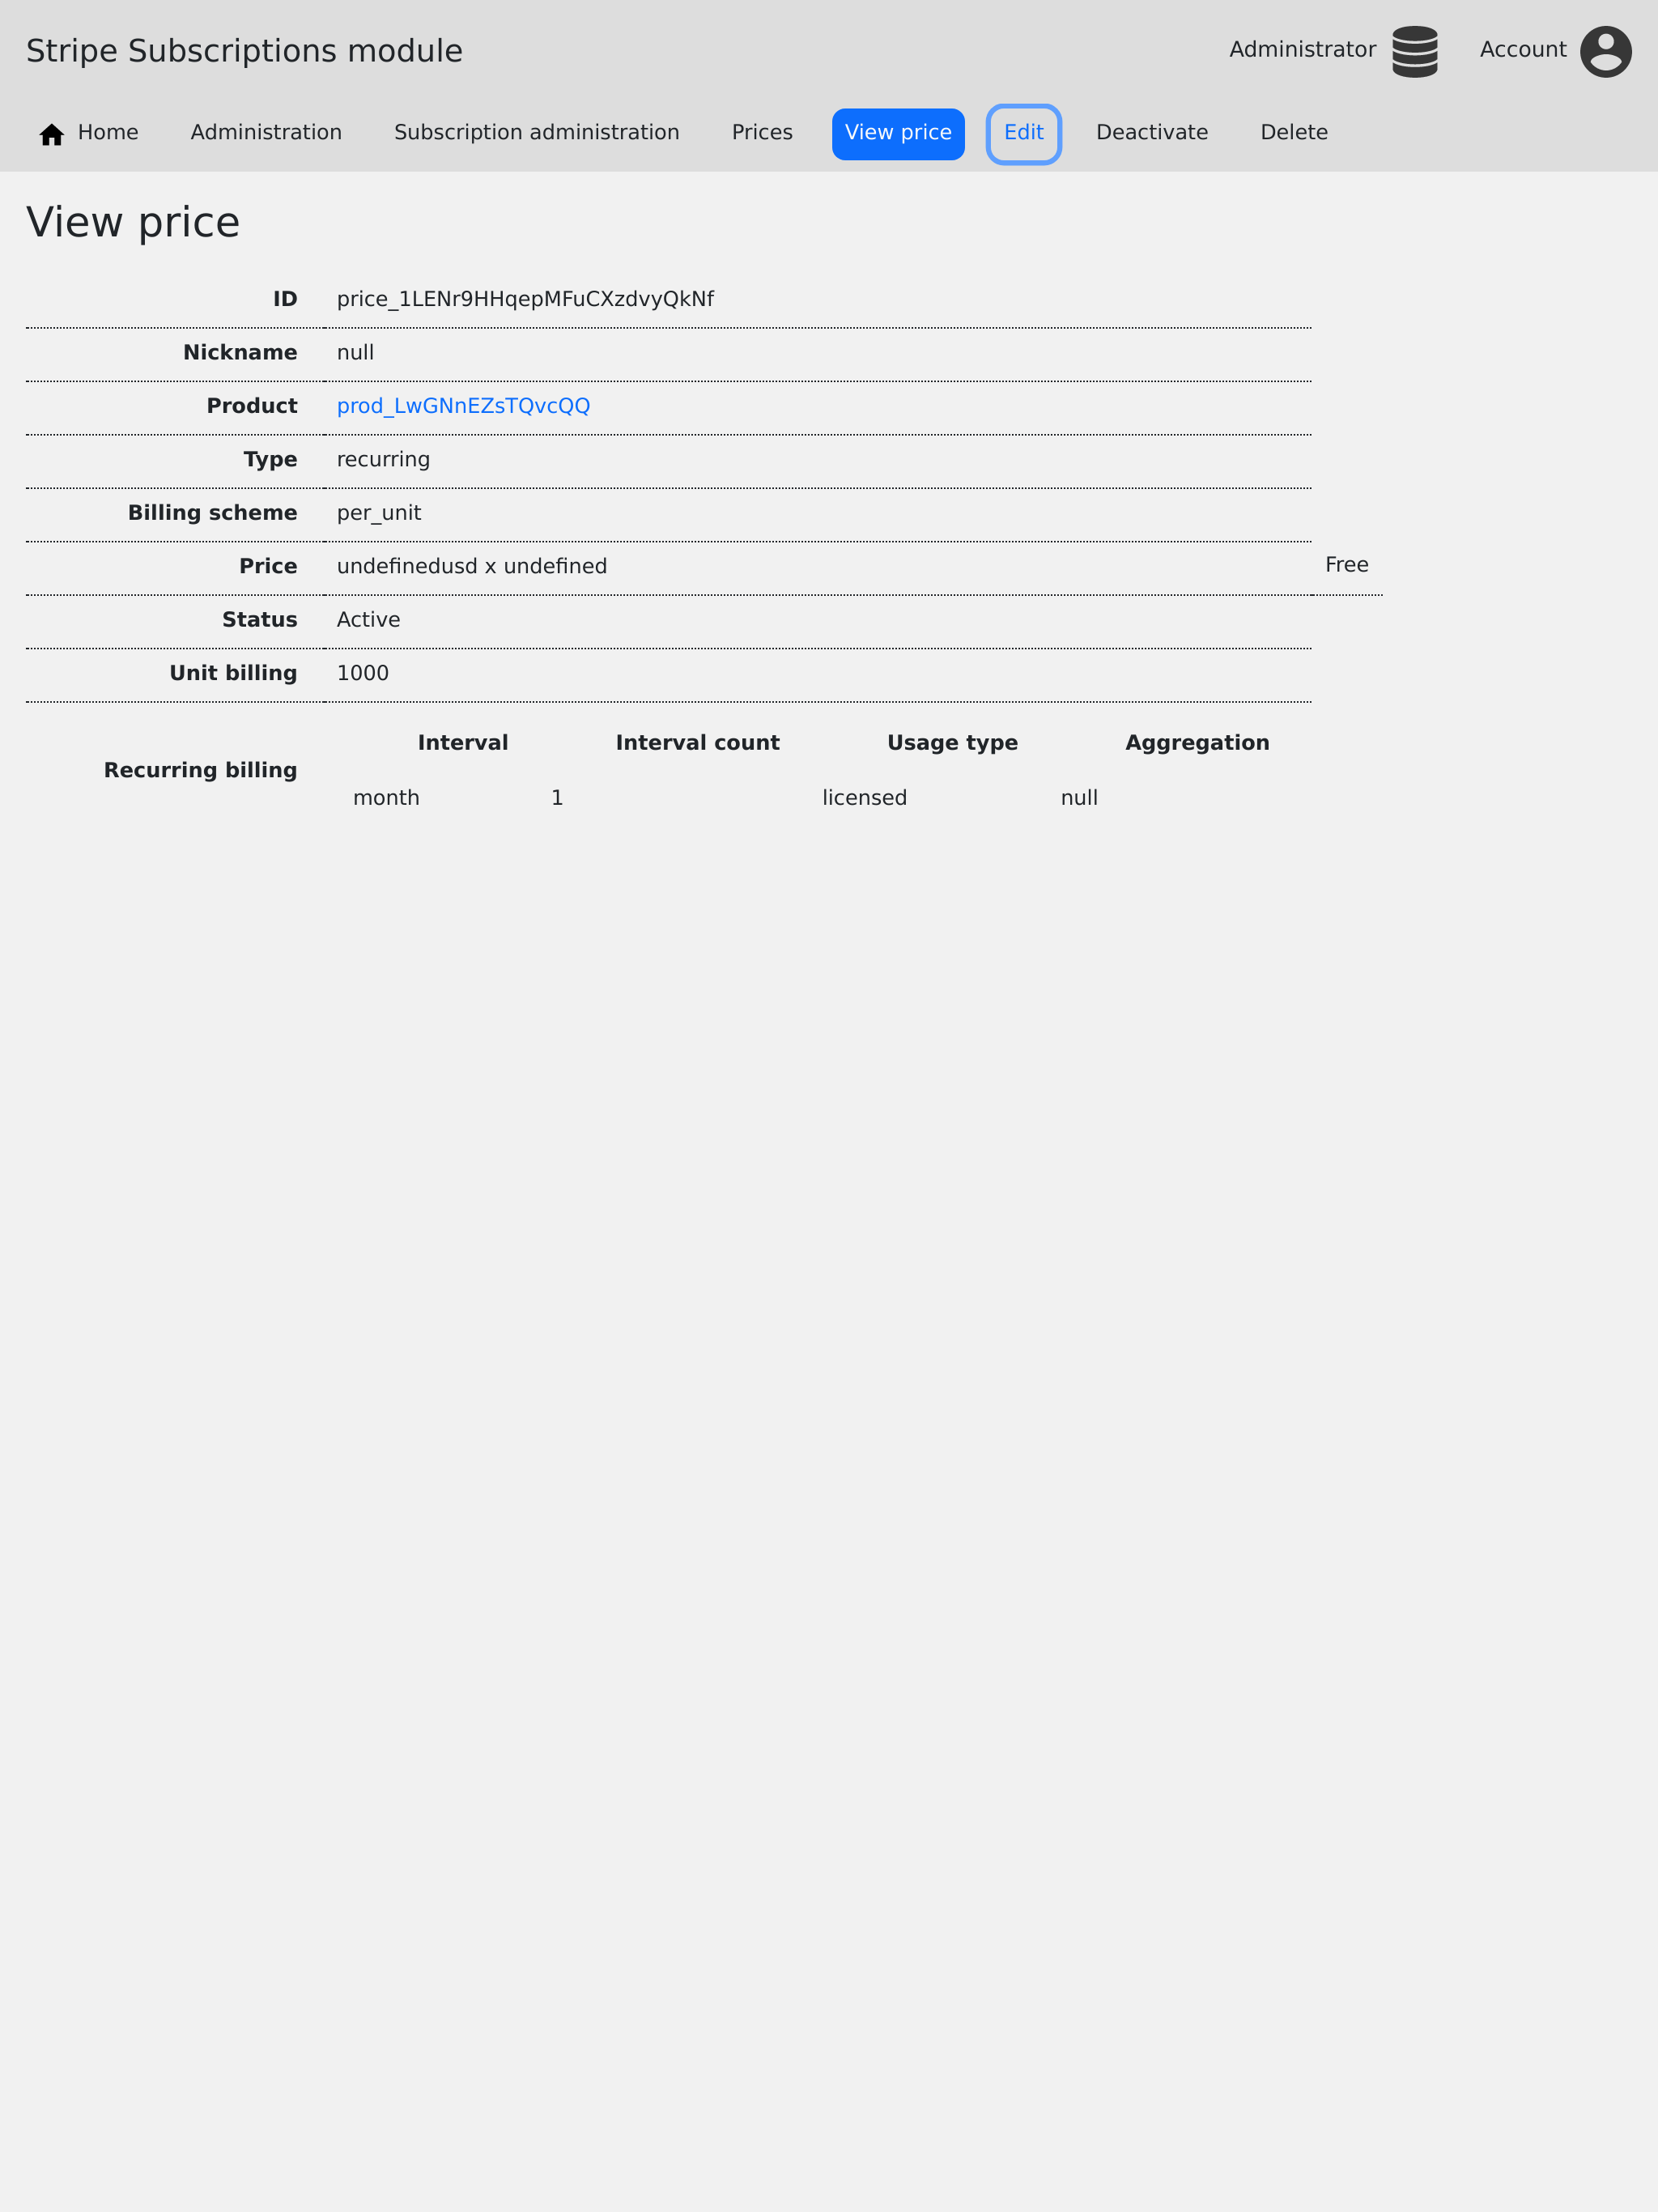 Stripe Subscriptions module
Administrator
Account
Home Administration Subscription administration Prices View price Edit Deactivate Delete
View price
ID price_1LENr9HHqepMFuCXzdvyQkNf
Nickname null
Product prod_LwGNnEZsTQvcQQ
Type recurring
Billing scheme per_unit
Price undefinedusd x undefined Free
Status Active
Unit billing 1000
Interval Interval count Usage type Aggregation
Recurring billing
month 1 licensed null